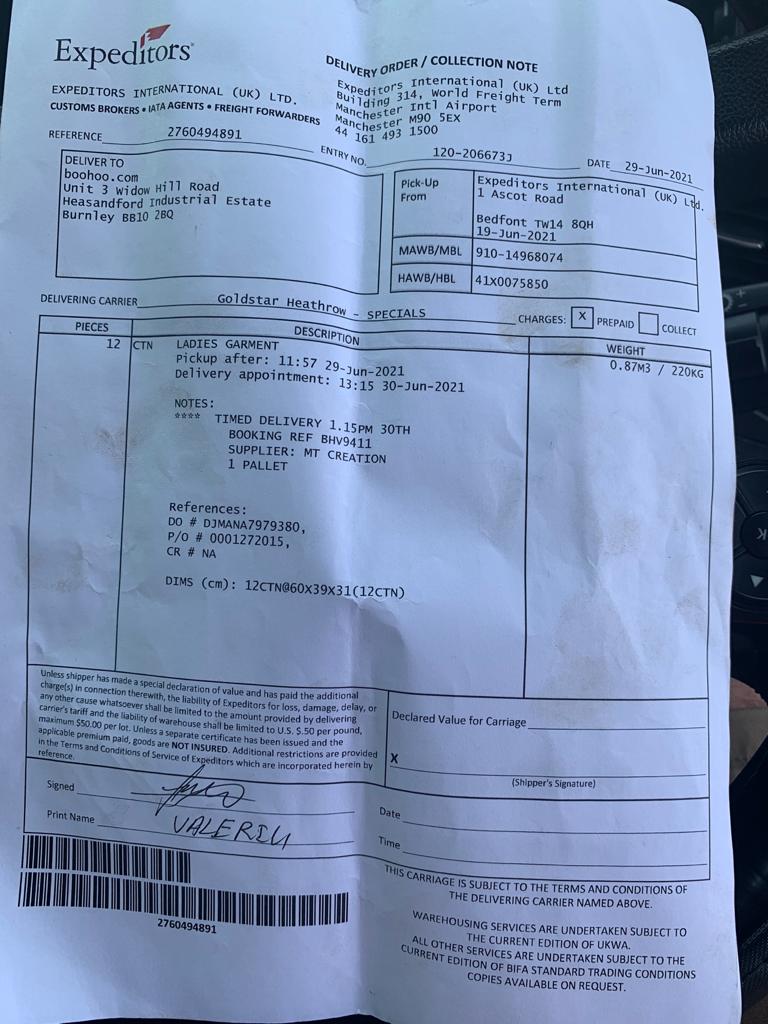 Expeditors
EXPEDITORS INTERNATIONAL (UK) LTD.
CUSTOMS BROKERS • IATA AGENTS • FREIGHT FORWARDERS
DELIVERY ORDER / COLLECTION NOTE
Expeditors International (UK) Ltd
Building 314, World Freight Term
Manchester Intl Airport
Manchester M90 5EX
44 161 493 1500
REFERENCE 2760494891
ENTRY NO. 120-206673J
DATE 29-Jun-2021
DELIVER TO
boohoo.com
Unit 3 Widow Hill Road
Heasandford Industrial Estate
Burnley BB10 2BQ
Pick-Up From
Expeditors International (UK) Ltd.
1 Ascot Road
Bedfont TW14 8QH
19-Jun-2021
MAWB/MBL 910-14968074
HAWB/HBL 41X0075850
DELIVERING CARRIER Goldstar Heathrow - SPECIALS
CHARGES: X PREPAID COLLECT
PIECES DESCRIPTION WEIGHT
12 CTN LADIES GARMENT 0.87M3 / 220KG
Pickup after: 11:57 29-Jun-2021
Delivery appointment: 13:15 30-Jun-2021
NOTES:
**** TIMED DELIVERY 1.15PM 30TH
BOOKING REF BHV9411
SUPPLIER: MT CREATION
1 PALLET
References:
DO # DJMANA7979380,
P/O # 0001272015,
CR # NA
DIMS (cm): 12CTN@60X39X31(12CTN)
Unless shipper has made a special declaration of value and has paid the additional
charge(s) in connection therewith, the liability of Expeditors for loss, damage, delay, or
any other cause whatsoever shall be limited to the amount provided by delivering
carrier's tariff and the liability of warehouse shall be limited to U.S. $.50 per pound,
maximum $50.00 per lot. Unless a separate certificate has been issued and the
applicable premium paid, goods are NOT INSURED. Additional restrictions are provided
in the Terms and Conditions of Service of Expeditors which are incorporated herein by
reference.
Declared Value for Carriage
X
(Shipper's Signature)
Signed
Print Name VALERIU
Date
Time
2760494891
THIS CARRIAGE IS SUBJECT TO THE TERMS AND CONDITIONS OF
THE DELIVERING CARRIER NAMED ABOVE.
WAREHOUSING SERVICES ARE UNDERTAKEN SUBJECT TO
THE CURRENT EDITION OF UKWA.
ALL OTHER SERVICES ARE UNDERTAKEN SUBJECT TO THE
CURRENT EDITION OF BIFA STANDARD TRADING CONDITIONS
COPIES AVAILABLE ON REQUEST.